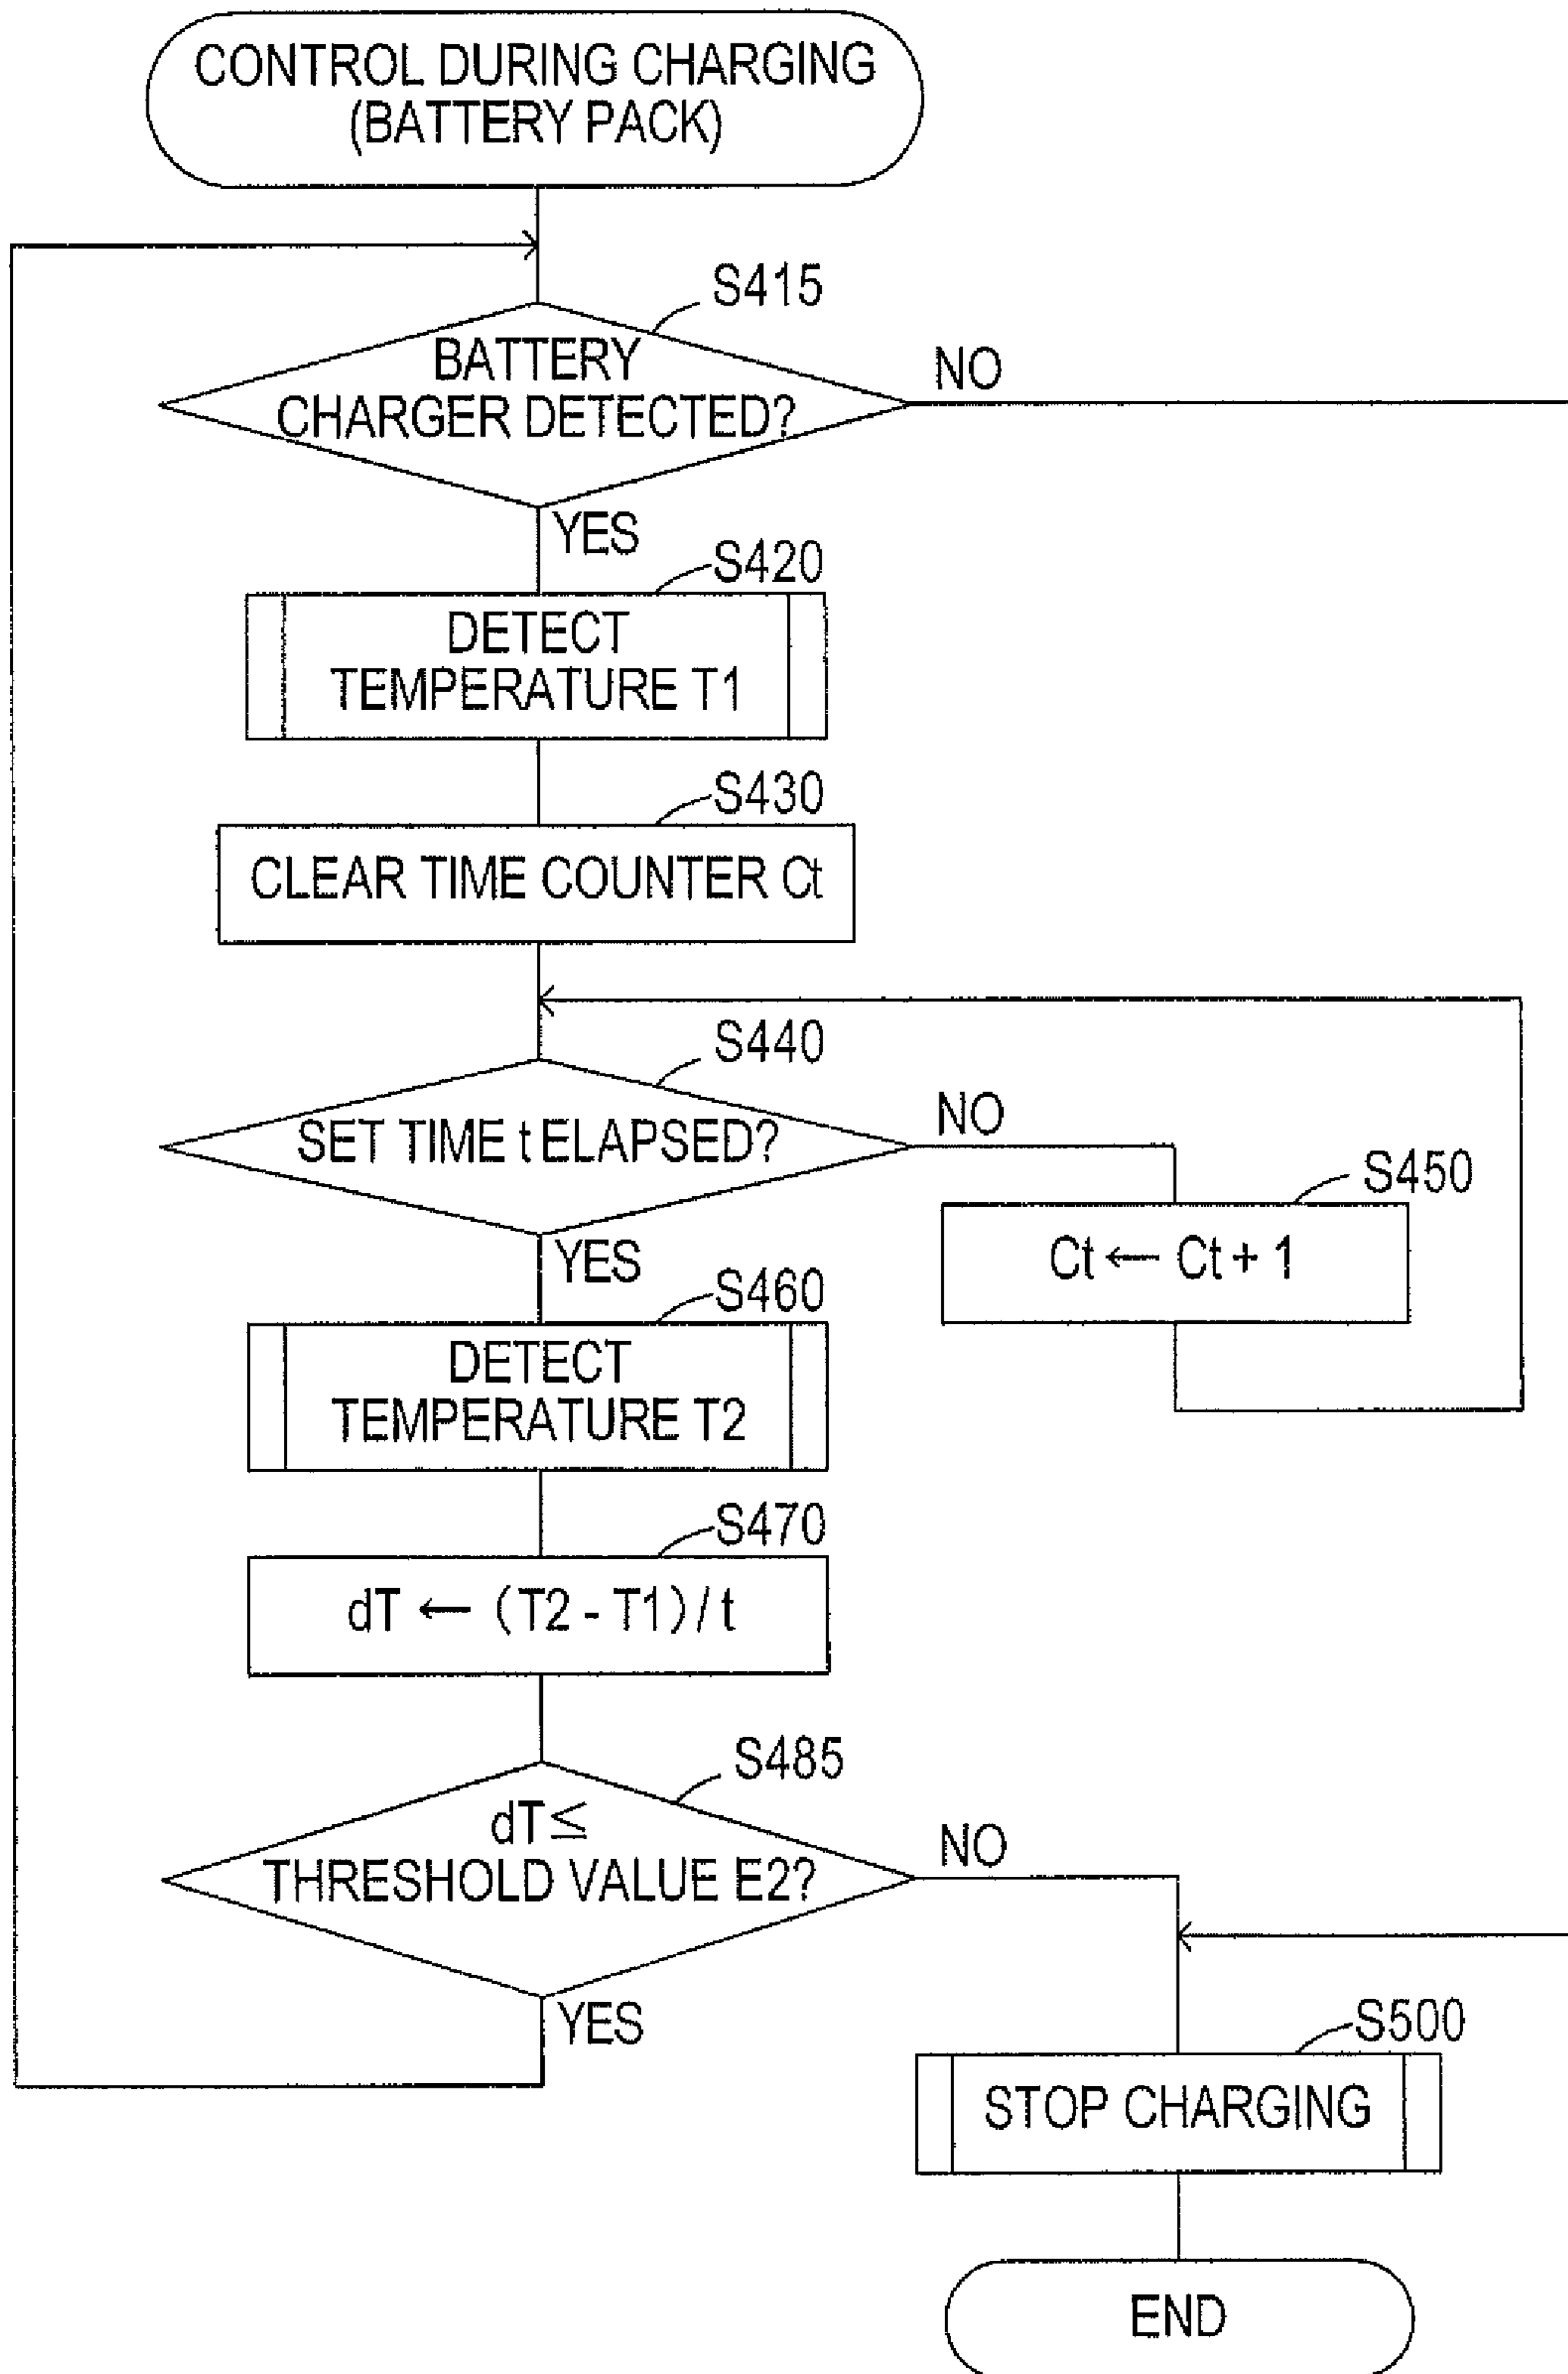 CONTROL DURING CHARGING
(BATTERY PACK)
S415
BATTERY
CHARGER DETECTED?
NO
YES
S420
DETECT
TEMPERATURE T1
S430
CLEAR TIME COUNTER Ct
S440
SET TIME t ELAPSED?
NO
S450
Ct ← Ct + 1
YES
S460
DETECT
TEMPERATURE T2
S470
dT ← (T2 - T1) / t
S485
dT ≤
THRESHOLD VALUE E2?
NO
YES
S500
STOP CHARGING
END